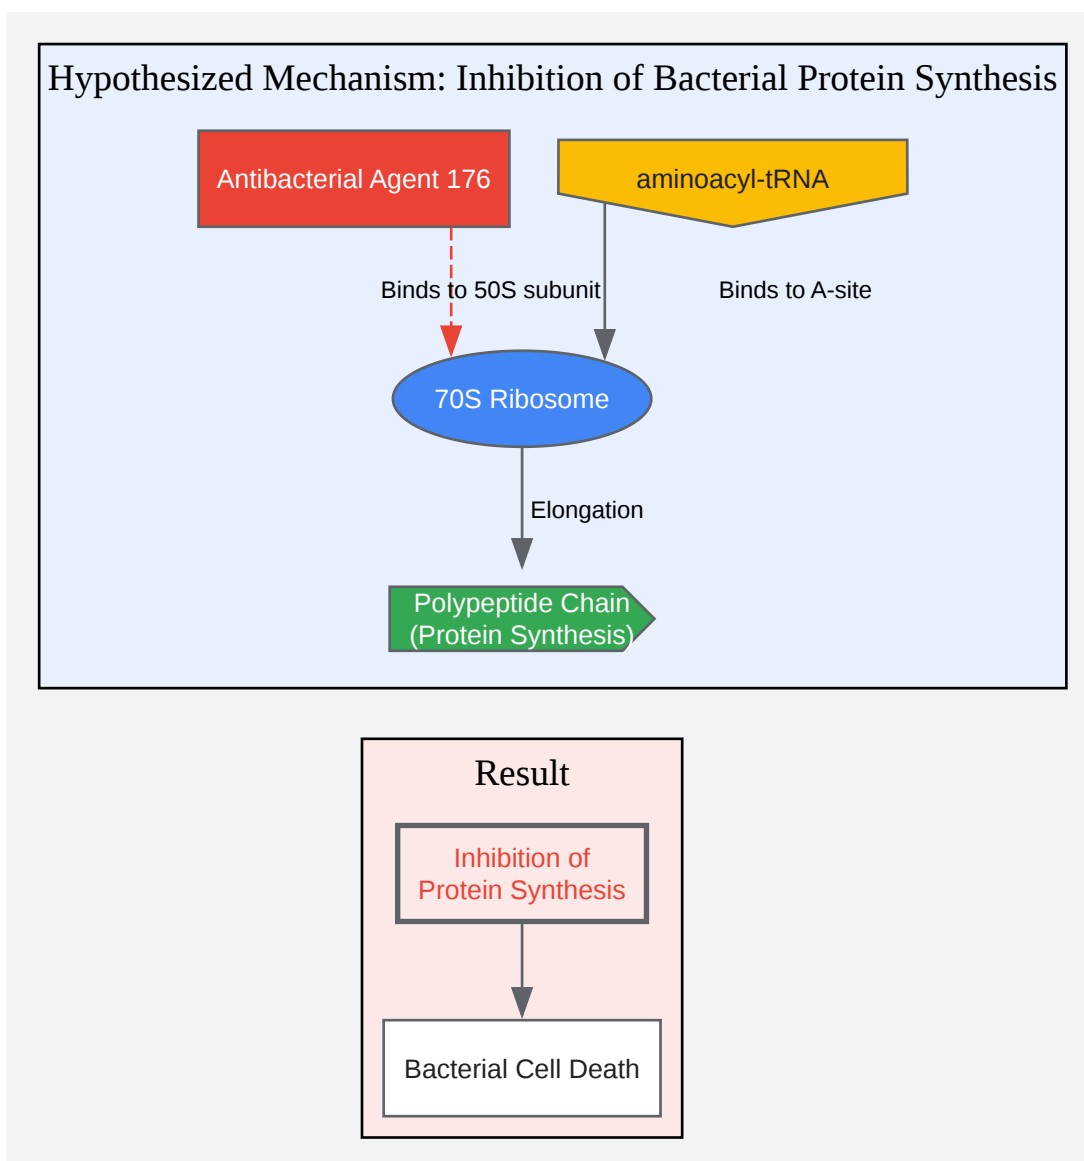 Hypothesized Mechanism: Inhibition of Bacterial Protein Synthesis
Antibacterial Agent 176
aminoacyl-tRNA
Binds to 50S subunit
Binds to A-site
70S Ribosome
Elongation
Polypeptide Chain
(Protein Synthesis)
Result
Inhibition of
Protein Synthesis
Bacterial Cell Death